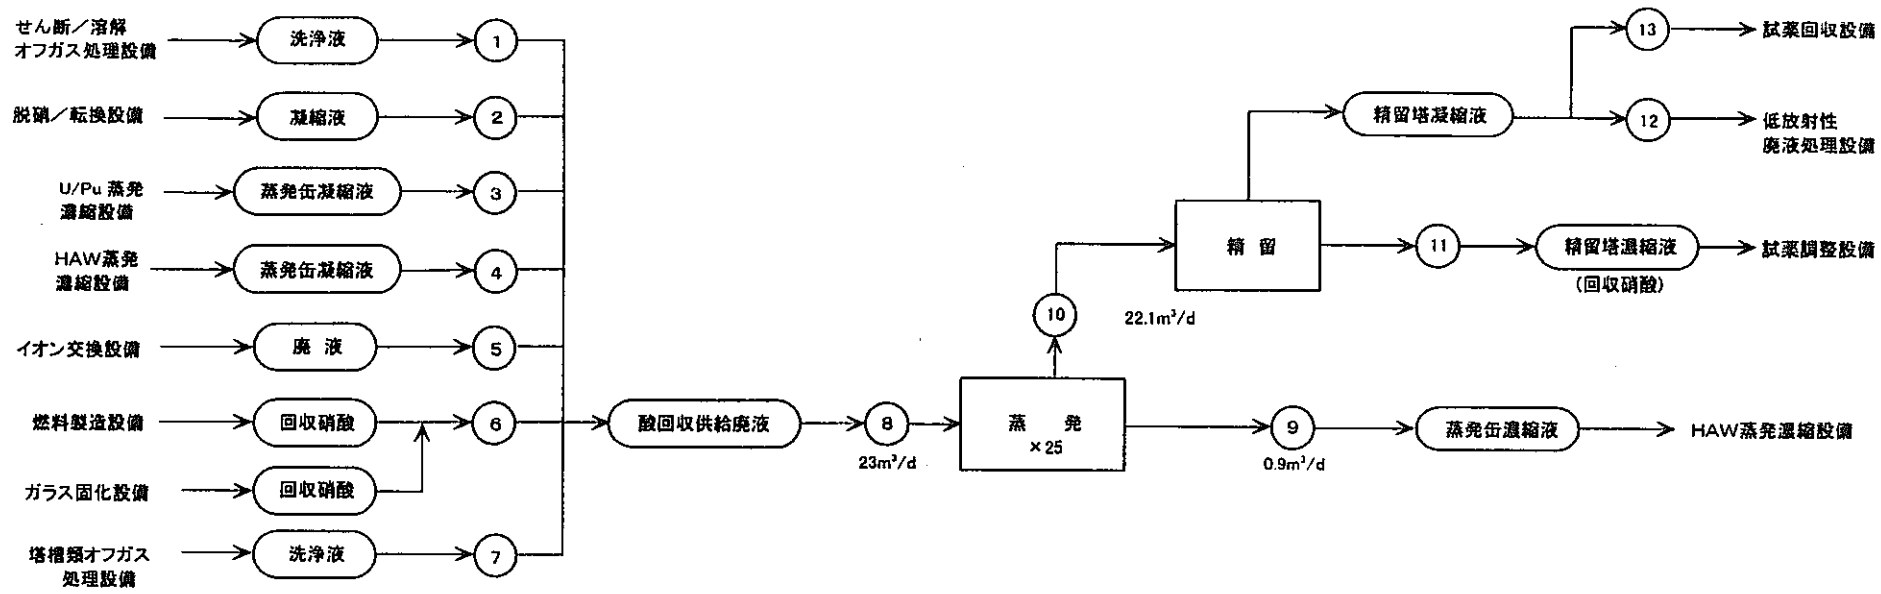 せん断／溶解
オフガス処理設備
洗浄液
1
脱硝／転換設備
凝縮液
2
U/Pu 蒸発
濃縮設備
蒸発缶凝縮液
3
HAW蒸発
濃縮設備
蒸発缶凝縮液
4
イオン交換設備
廃 液
5
燃料製造設備
回収硝酸
6
ガラス固化設備
回収硝酸
塔槽類オフガス
処理設備
洗浄液
7
酸回収供給廃液
8
23m³/d
蒸 発
×25
9
0.9m³/d
蒸発缶濃縮液
HAW蒸発濃縮設備
10
22.1m³/d
精 留
11
精留塔濃縮液
(回収硝酸)
試薬調整設備
精留塔凝縮液
12
低放射性
廃液処理設備
13
試薬回収設備